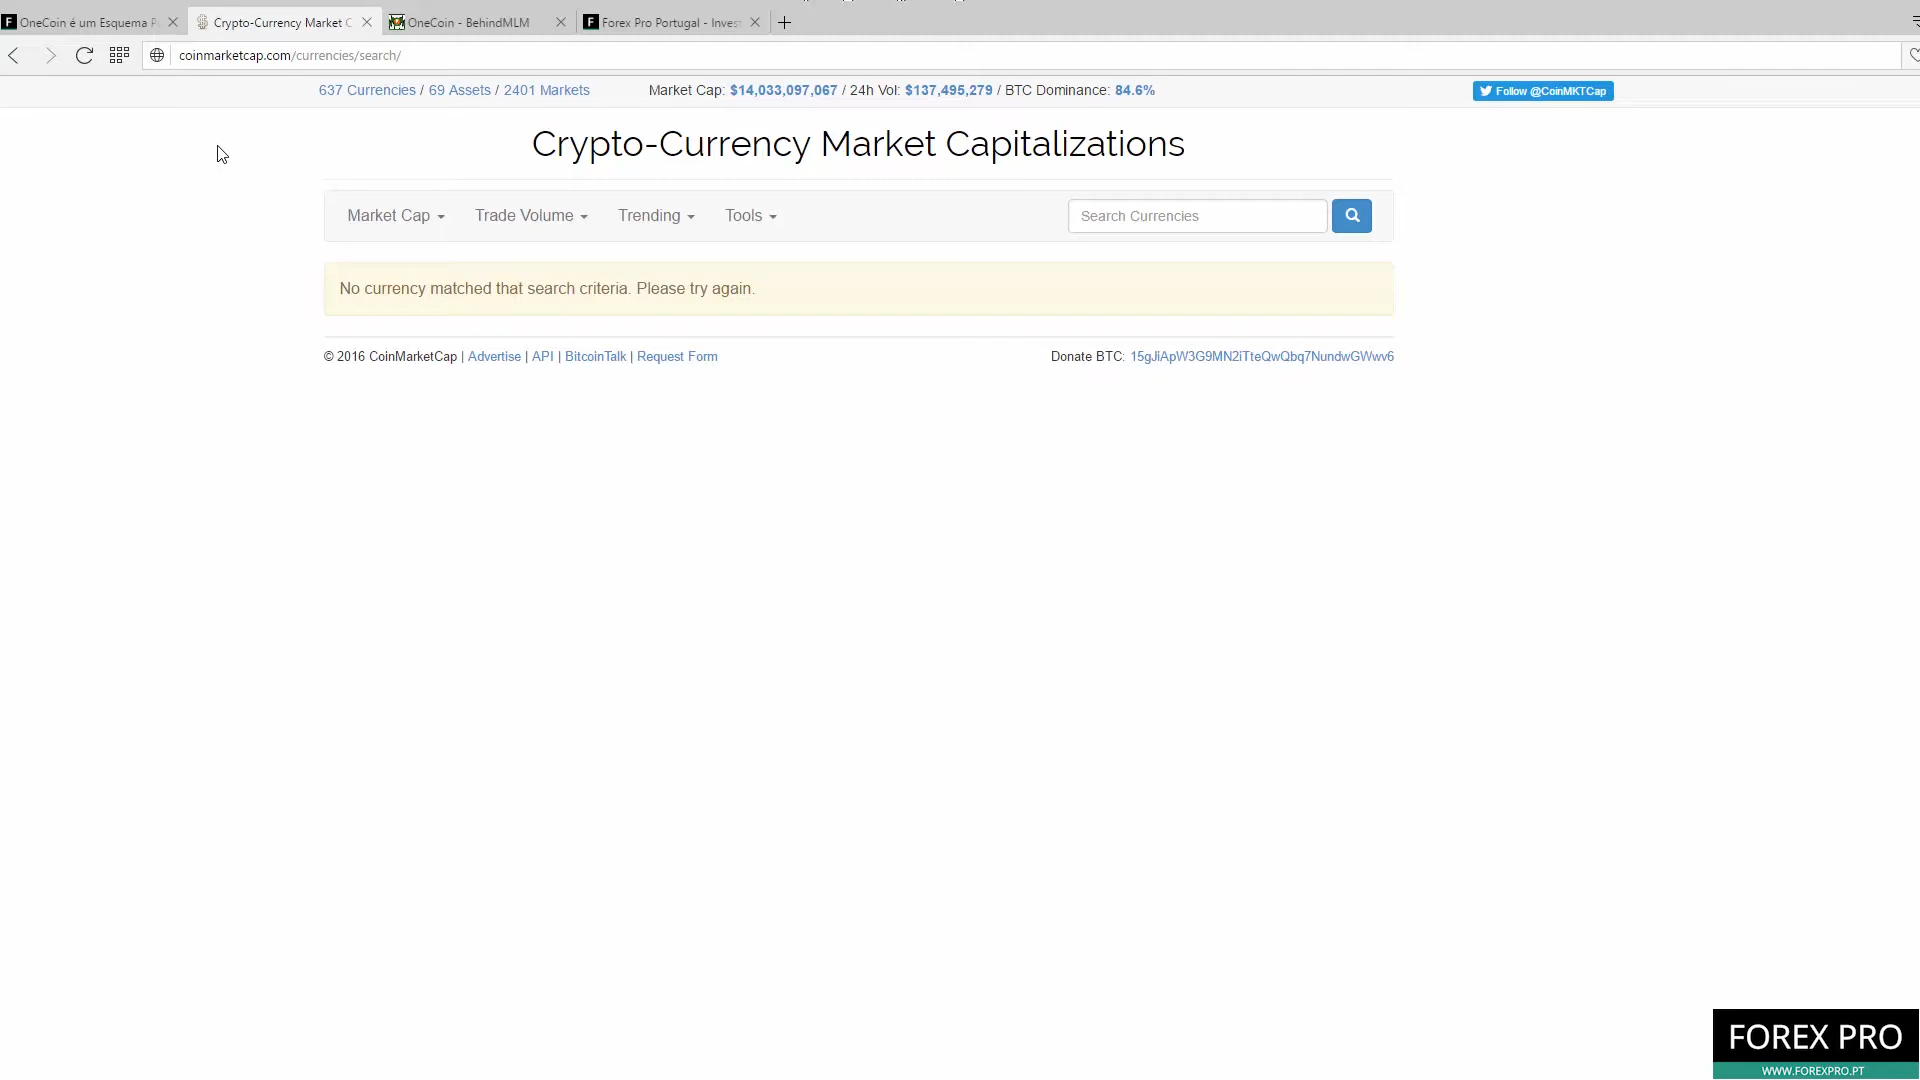 OneCoin é um Esquema P
Crypto-Currency Market C
OneCoin - BehindMLM
Forex Pro Portugal - Inves
coinmarketcap.com/currencies/search/
637 Currencies / 69 Assets / 2401 Markets
Market Cap: $14,033,097,067 / 24h Vol: $137,495,279 / BTC Dominance: 84.6%
Follow @CoinMKTCap
Crypto-Currency Market Capitalizations
Market Cap
Trade Volume
Trending
Tools
Search Currencies
No currency matched that search criteria. Please try again.
© 2016 CoinMarketCap | Advertise | API | BitcoinTalk | Request Form
Donate BTC: 15gJiApW3G9MN2iTteQwQbq7NundwGWwv6
FOREX PRO
WWW.FOREXPRO.PT